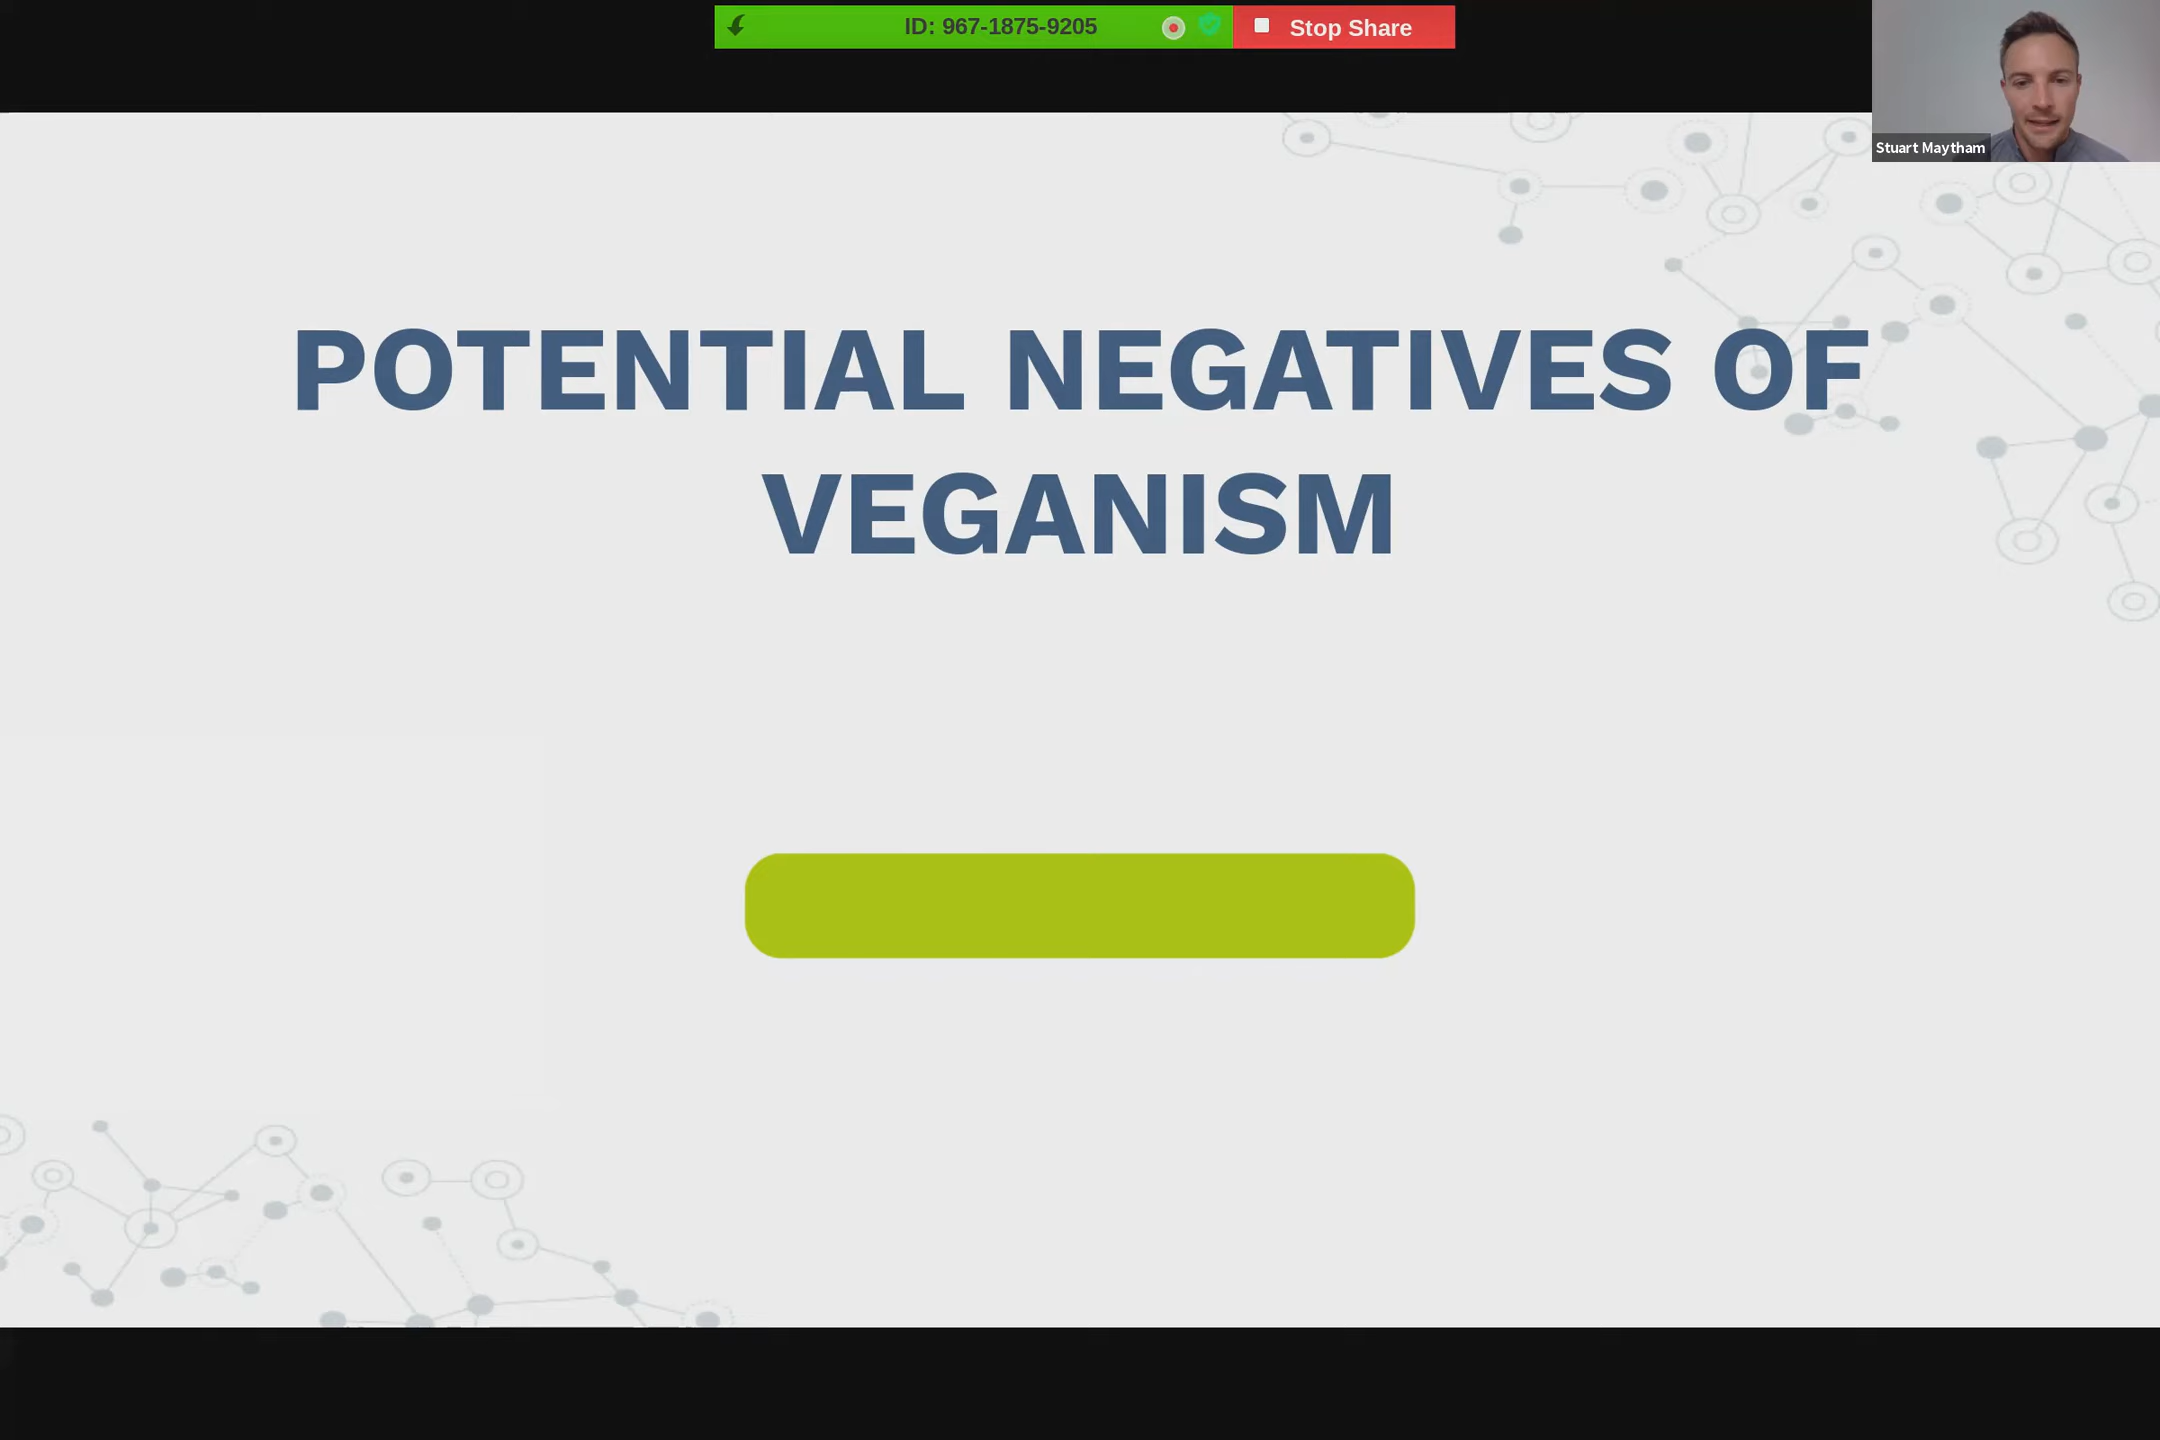 ID: 967-1875-9205
Stop Share
Stuart Maytham
POTENTIAL NEGATIVES OF
VEGANISM